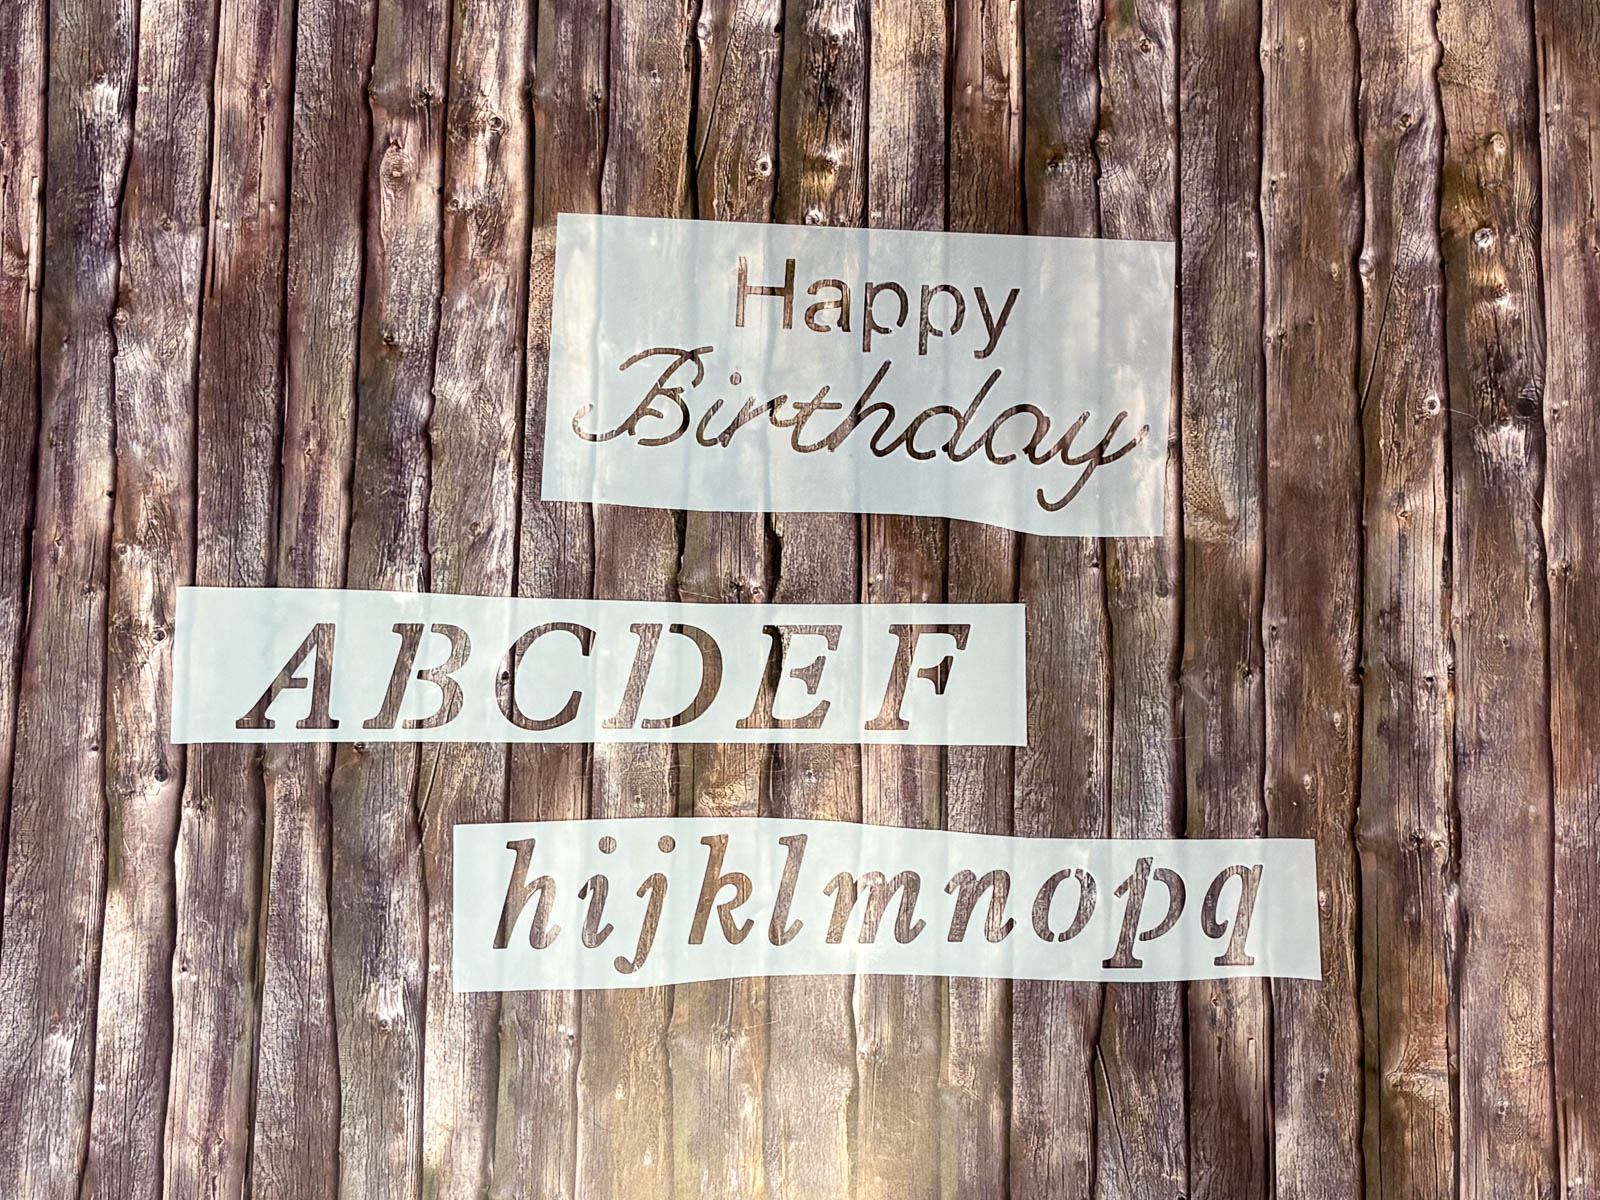 Happy
Birthday
ABCDEF
hijklmnopq